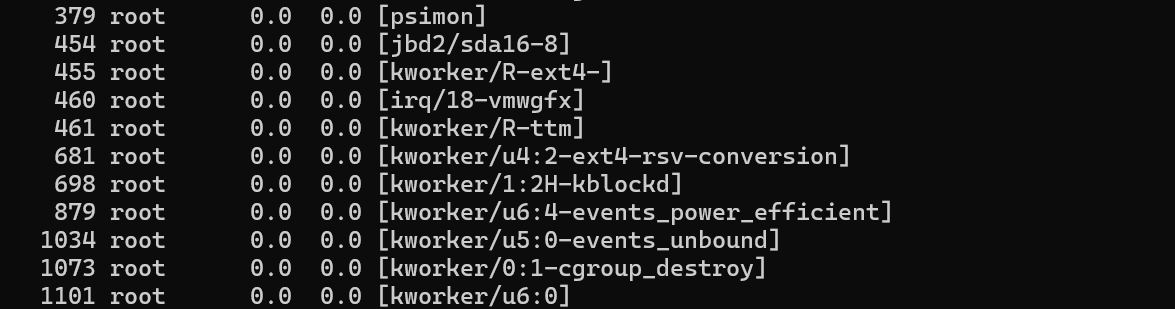 379 root 0.0 0.0 [psimon]
454 root 0.0 0.0 [jbd2/sda16-8]
455 root 0.0 0.0 [kworker/R-ext4-]
460 root 0.0 0.0 [irq/18-vmwgfx]
461 root 0.0 0.0 [kworker/R-ttm]
681 root 0.0 0.0 [kworker/u4:2-ext4-rsv-conversion]
698 root 0.0 0.0 [kworker/1:2H-kblockd]
879 root 0.0 0.0 [kworker/u6:4-events_power_efficient]
1034 root 0.0 0.0 [kworker/u5:0-events_unbound]
1073 root 0.0 0.0 [kworker/0:1-cgroup_destroy]
1101 root 0.0 0.0 [kworker/u6:0]